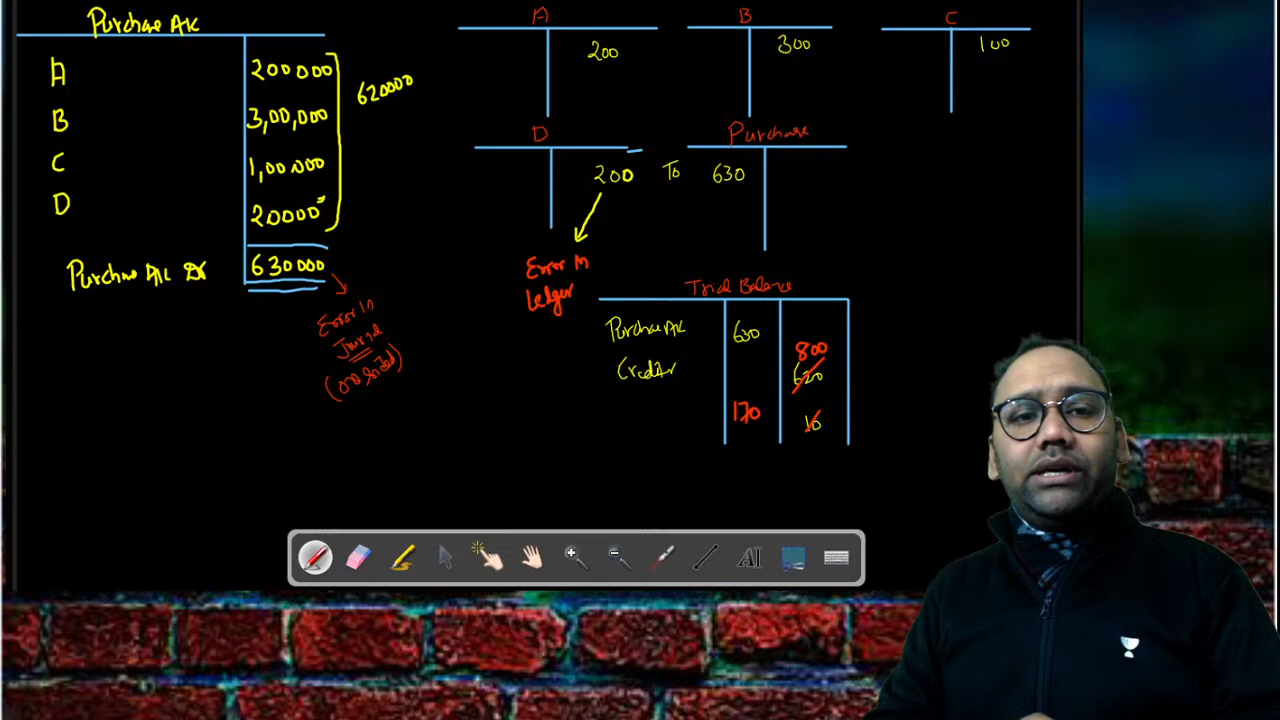 Purchase A/c
A 200000
B 3,00,000
C 1,00,000
D 20000
620000
Purchase A/c Dr 630000
Error in
Journal
A
200
B
300
C
100
D
200
Error in
Ledger
Purchase
To 630
Trial Balance
Purchase A/c 630
Creditor 800
620
170 10
AI